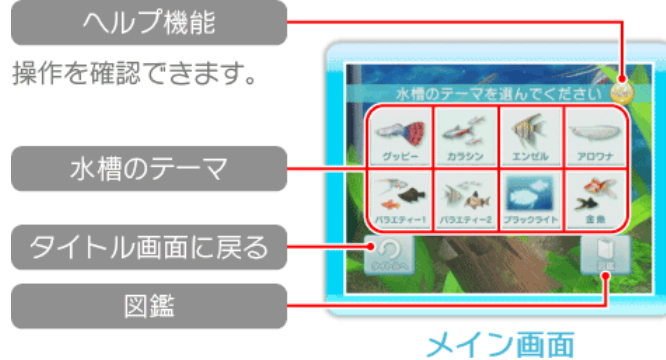 ヘルプ機能
操作を確認できます。
水槽のテーマ
タイトル画面に戻る
図鑑
水槽のテーマを選んでください
グッピー
カラシン
エンゼル
アロワナ
バラエティー1
バラエティー2
ブラックライト
金魚
図鑑
メイン画面